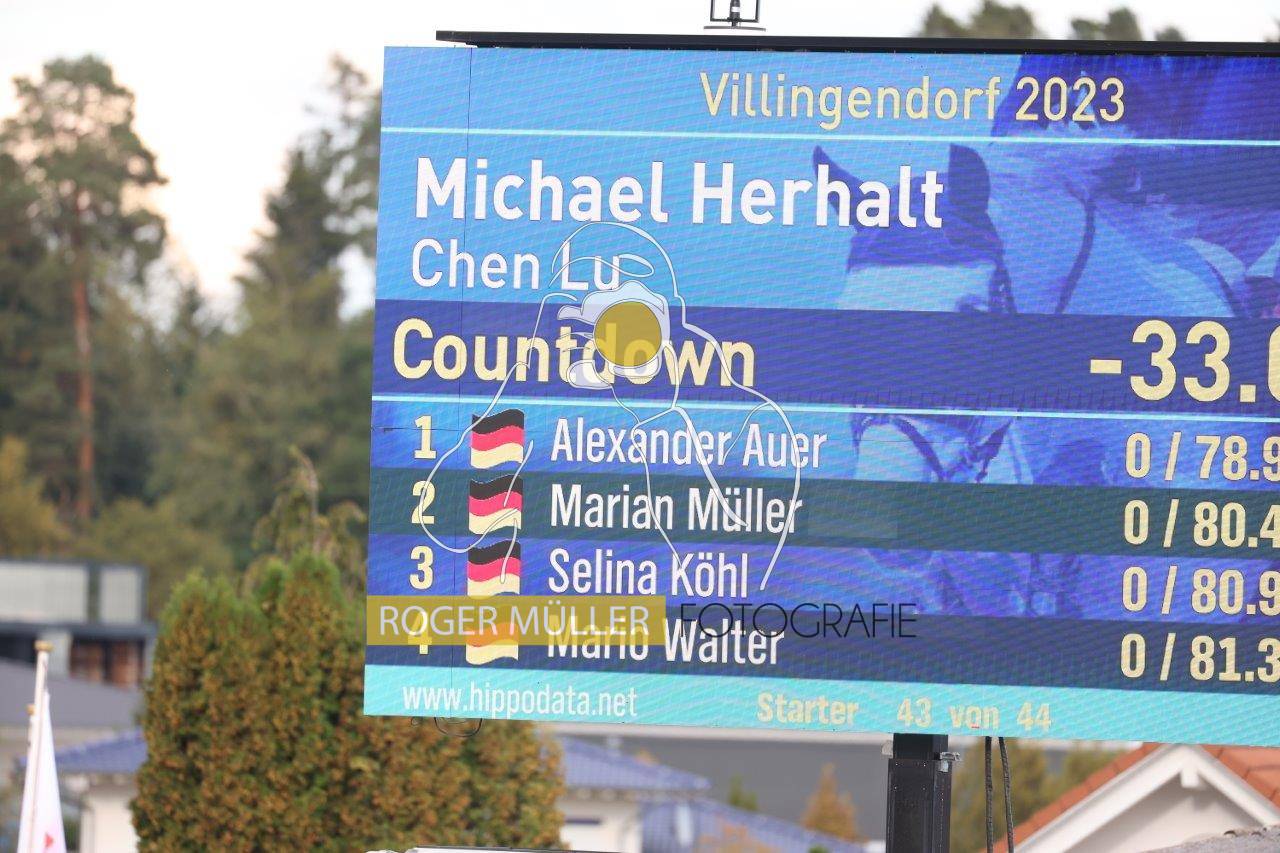 Villingendorf 2023
Michael Herhalt
Chen Lu
Countdown -33.
1 Alexander Auer 0 / 78.9
2 Marian Müller 0 / 80.4
3 Selina Köhl 0 / 80.9
4 Mario Walter 0 / 81.3
ROGER MÜLLER FOTOGRAFIE
www.hippodata.net Starter 43 von 44